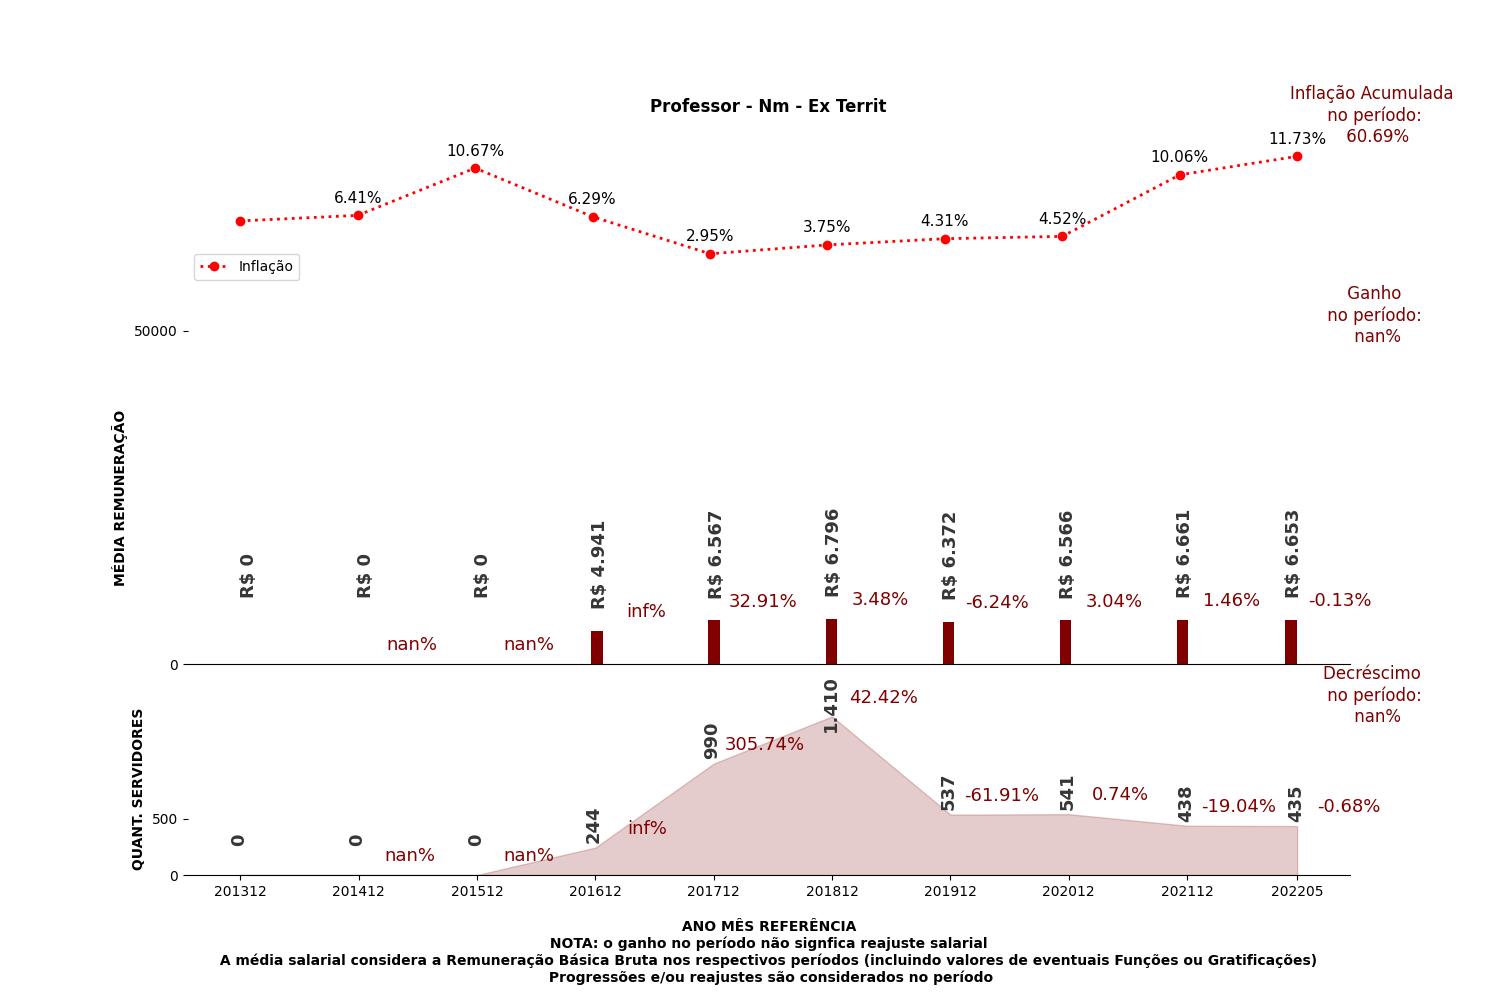 Inflação Acumulada
no período:
60.69%
Professor - Nm - Ex Territ
6.41%
10.67%
6.29%
2.95%
3.75%
4.31%
4.52%
10.06%
11.73%
Inflação
Ganho
no período:
nan%
50000
0
MÉDIA REMUNERAÇÃO
R$ 0
R$ 0
R$ 0
R$ 4.941
R$ 6.567
R$ 6.796
R$ 6.372
R$ 6.566
R$ 6.661
R$ 6.653
nan%
nan%
inf%
32.91%
3.48%
-6.24%
3.04%
1.46%
-0.13%
Decréscimo
no período:
nan%
QUANT. SERVIDORES
500
0
0
0
0
244
990
1.410
537
541
438
435
nan%
nan%
inf%
305.74%
42.42%
-61.91%
0.74%
-19.04%
-0.68%
201312
201412
201512
201612
201712
201812
201912
202012
202112
202205
ANO MÊS REFERÊNCIA
NOTA: o ganho no período não signfica reajuste salarial
A média salarial considera a Remuneração Básica Bruta nos respectivos períodos (incluindo valores de eventuais Funções ou Gratificações)
Progressões e/ou reajustes são considerados no período